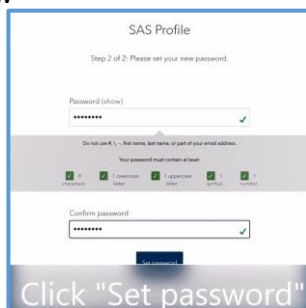 SAS Profile
Step 2 of 2: Please set your new password.
Password (show)
••••••••
Do not use #, \, ~, first name, last name, or part of your email address.
Your password must contain at least:
8 characters
1 lowercase letter
1 uppercase letter
1 symbol
1 number
Confirm password
••••••••
Set password
Click "Set password"